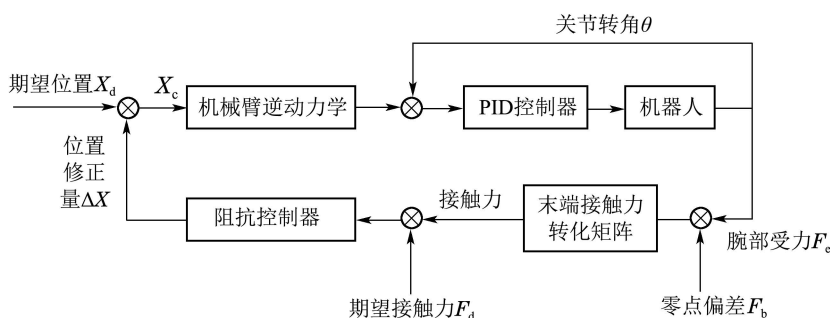 关节转角θ
期望位置X_d
X_c
机械臂逆动力学
PID控制器
机器人
位置
修正
量ΔX
阻抗控制器
接触力
末端接触力
转化矩阵
腕部受力F_e
期望接触力F_d
零点偏差F_b